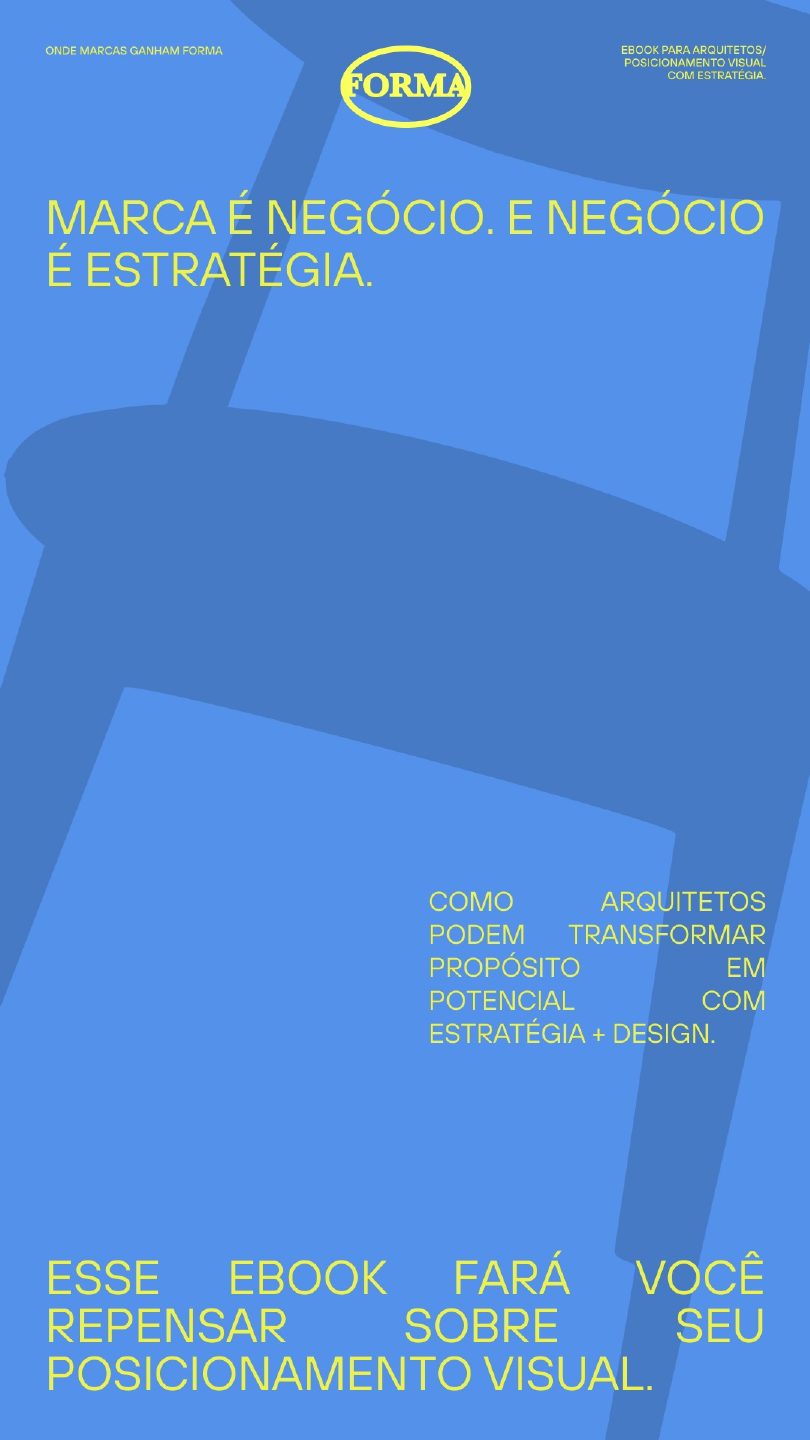 ONDE MARCAS GANHAM FORMA
FORMA
EBOOK PARA ARQUITETOS/
POSICIONAMENTO VISUAL
COM ESTRATÉGIA.
MARCA É NEGÓCIO. E NEGÓCIO
É ESTRATÉGIA.
COMO ARQUITETOS
PODEM TRANSFORMAR
PROPÓSITO EM
POTENCIAL COM
ESTRATÉGIA + DESIGN.
ESSE EBOOK FARÁ VOCÊ
REPENSAR SOBRE SEU
POSICIONAMENTO VISUAL.